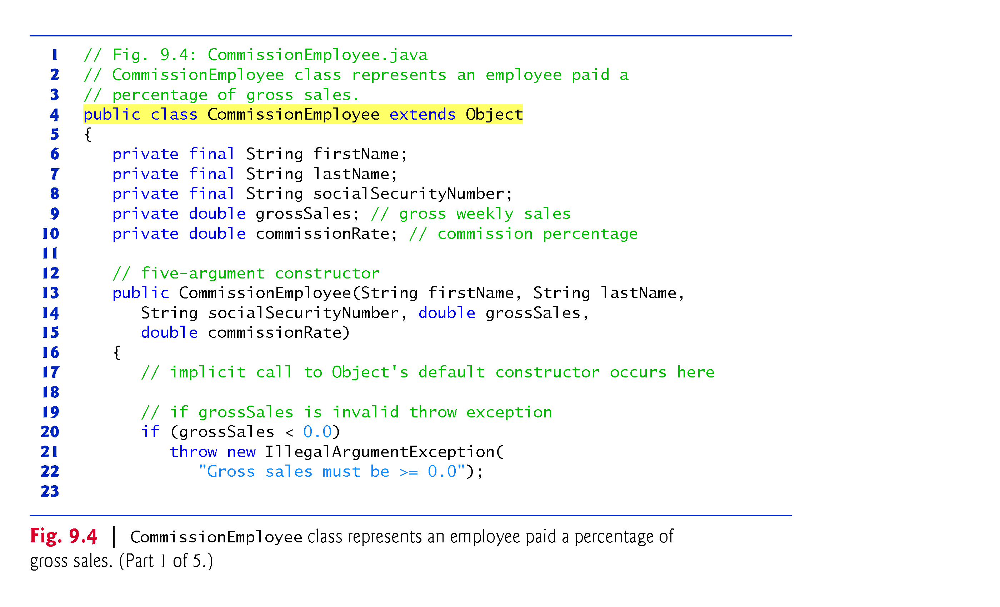 1 // Fig. 9.4: CommissionEmployee.java
2 // CommissionEmployee class represents an employee paid a
3 // percentage of gross sales.
4 public class CommissionEmployee extends Object
5 {
6 private final String firstName;
7 private final String lastName;
8 private final String socialSecurityNumber;
9 private double grossSales; // gross weekly sales
10 private double commissionRate; // commission percentage
11
12 // five-argument constructor
13 public CommissionEmployee(String firstName, String lastName,
14 String socialSecurityNumber, double grossSales,
15 double commissionRate)
16 {
17 // implicit call to Object's default constructor occurs here
18
19 // if grossSales is invalid throw exception
20 if (grossSales < 0.0)
21 throw new IllegalArgumentException(
22 "Gross sales must be >= 0.0");
23
Fig. 9.4 | CommissionEmployee class represents an employee paid a percentage of
gross sales. (Part 1 of 5.)